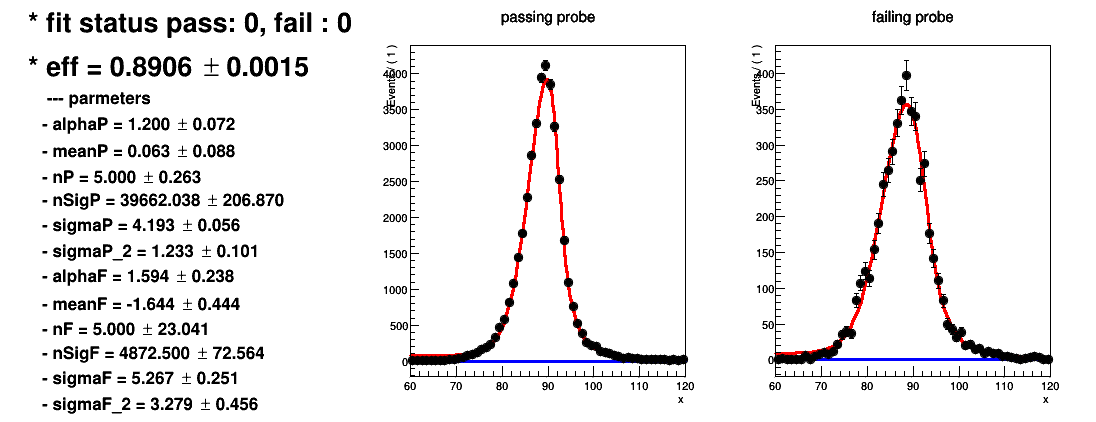 * fit status pass: 0, fail : 0
* eff = 0.8906 ± 0.0015
--- parmeters
- alphaP = 1.200 ± 0.072
- meanP = 0.063 ± 0.088
- nP = 5.000 ± 0.263
- nSigP = 39662.038 ± 206.870
- sigmaP = 4.193 ± 0.056
- sigmaP_2 = 1.233 ± 0.101
- alphaF = 1.594 ± 0.238
- meanF = -1.644 ± 0.444
- nF = 5.000 ± 23.041
- nSigF = 4872.500 ± 72.564
- sigmaF = 5.267 ± 0.251
- sigmaF_2 = 3.279 ± 0.456
passing probe
Events / ( 1 )
4000
3500
3000
2500
2000
1500
1000
500
0
60 70 80 90 100 110 120
x
failing probe
Events / ( 1 )
400
350
300
250
200
150
100
50
0
60 70 80 90 100 110 120
x